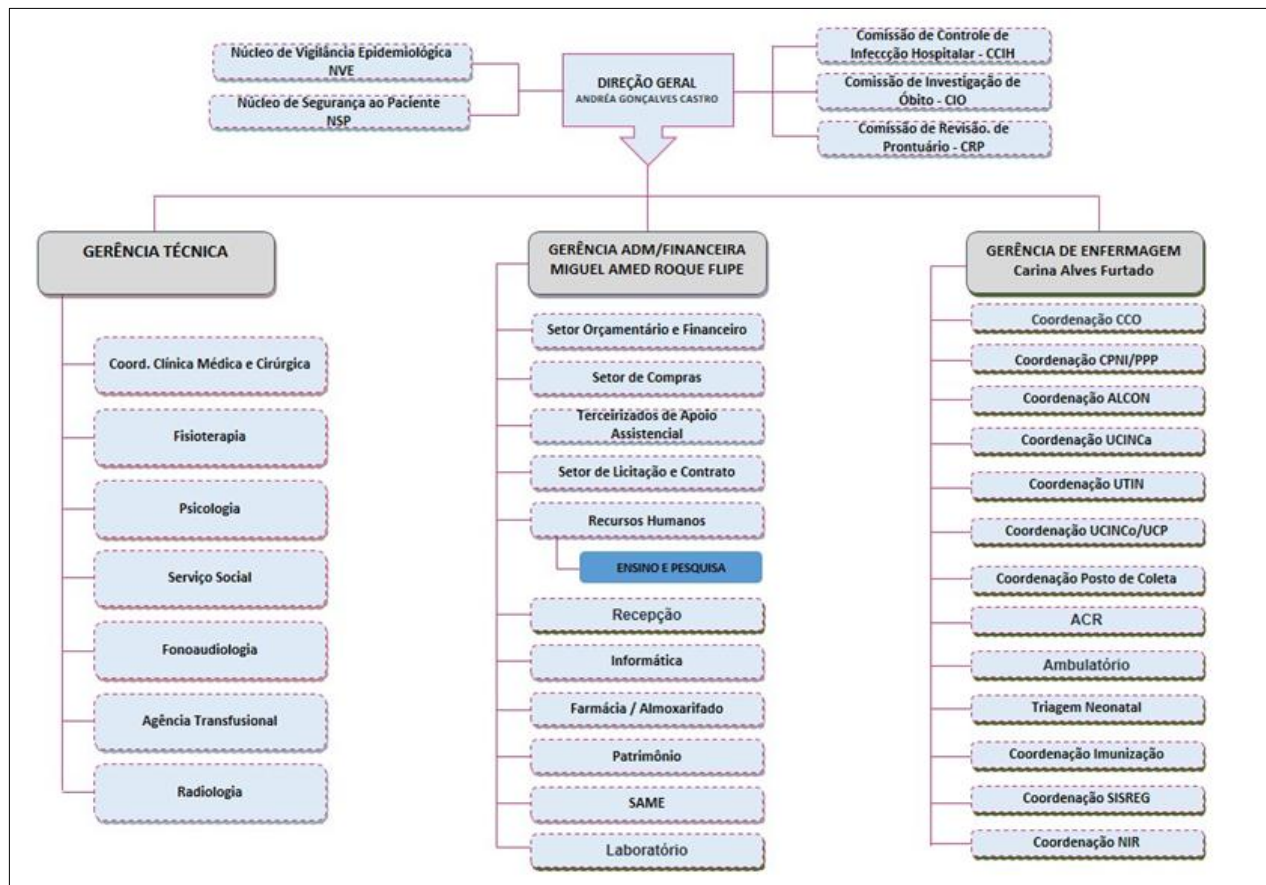 Núcleo de Vigilância Epidemiológica
NVE
Núcleo de Segurança ao Paciente
NSP
DIREÇÃO GERAL
ANDRÉA GONÇALVES CASTRO
Comissão de Controle de
Infeccção Hospitalar - CCIH
Comissão de Investigação de
Óbito - CIO
Comissão de Revisão. de
Prontuário - CRP
GERÊNCIA TÉCNICA
Coord. Clínica Médica e Cirúrgica
Fisioterapia
Psicologia
Serviço Social
Fonoaudiologia
Agência Transfusional
Radiologia
GERÊNCIA ADM/FINANCEIRA
MIGUEL AMED ROQUE FLIPE
Setor Orçamentário e Financeiro
Setor de Compras
Terceirizados de Apoio
Assistencial
Setor de Licitação e Contrato
Recursos Humanos
ENSINO E PESQUISA
Recepção
Informática
Farmácia / Almoxarifado
Patrimônio
SAME
Laboratório
GERÊNCIA DE ENFERMAGEM
Carina Alves Furtado
Coordenação CCO
Coordenação CPNI/PPP
Coordenação ALCON
Coordenação UCINCa
Coordenação UTIN
Coordenação UCINCo/UCP
Coordenação Posto de Coleta
ACR
Ambulatório
Triagem Neonatal
Coordenação Imunização
Coordenação SISREG
Coordenação NIR